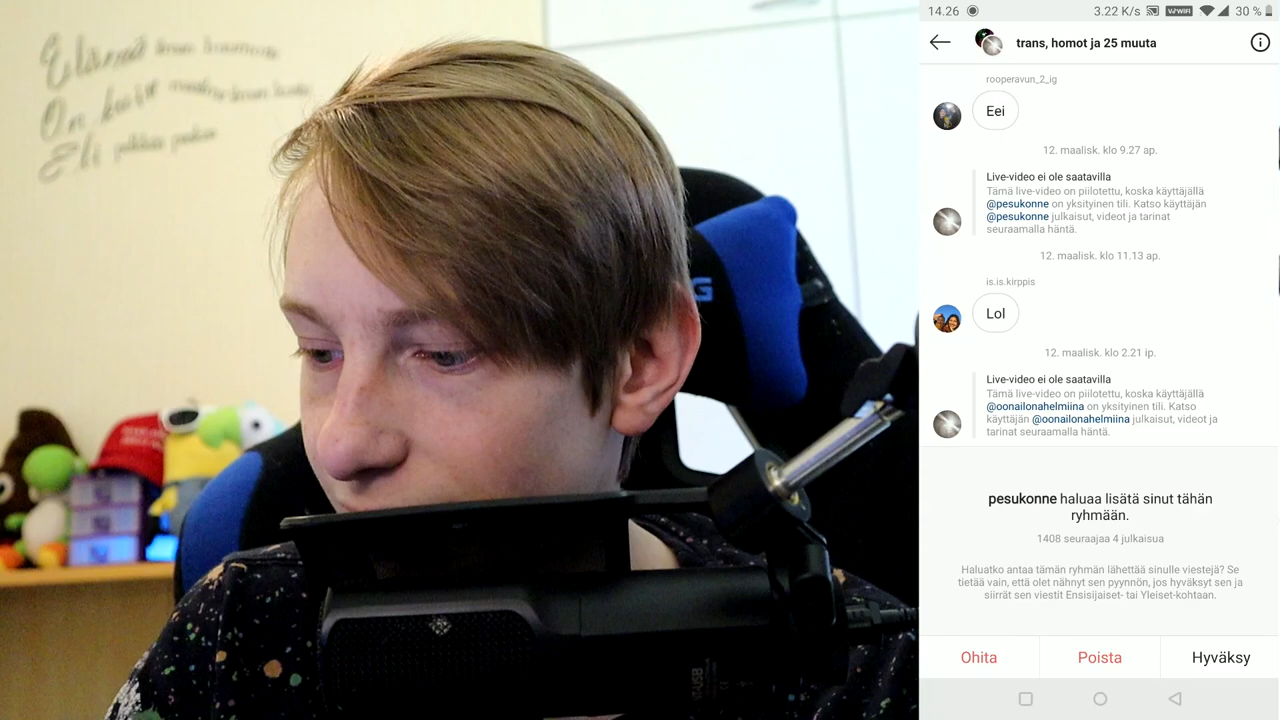 Elämä
On
Eli
G
NT-USB
14.26
3.22 K/s
VoWiFi
30 %
trans, homot ja 25 muuta
rooperavun_2_ig
Eei
12. maalisk. klo 9.27 ap.
Live-video ei ole saatavilla
Tämä live-video on piilotettu, koska käyttäjällä
@pesukonne on yksityinen tili. Katso käyttäjän
@pesukonne julkaisut, videot ja tarinat
seuraamalla häntä.
12. maalisk. klo 11.13 ap.
is.is.kirppis
Lol
12. maalisk. klo 2.21 ip.
Live-video ei ole saatavilla
Tämä live-video on piilotettu, koska käyttäjällä
@oonailonahelmiina on yksityinen tili. Katso
käyttäjän @oonailonahelmiina julkaisut, videot ja
tarinat seuraamalla häntä.
pesukonne haluaa lisätä sinut tähän
ryhmään.
1408 seuraajaa 4 julkaisua
Haluatko antaa tämän ryhmän lähettää sinulle viestejä? Se
tietää vain, että olet nähnyt sen pyynnön, jos hyväksyt sen ja
siirrät sen viestit Ensisijaiset- tai Yleiset-kohtaan.
Ohita
Poista
Hyväksy